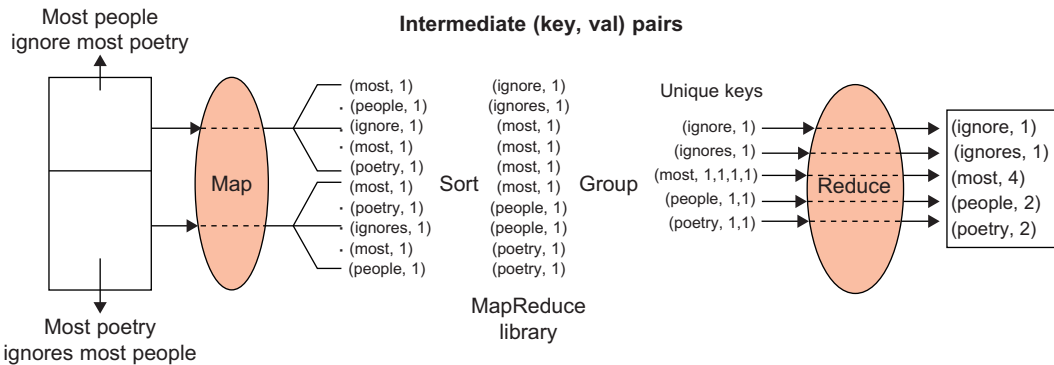 Most people
ignore most poetry
Intermediate (key, val) pairs
Map
(most, 1)
(people, 1)
(ignore, 1)
(most, 1)
(poetry, 1)
(most, 1)
(poetry, 1)
(ignores, 1)
(most, 1)
(people, 1)
Sort
(ignore, 1)
(ignores, 1)
(most, 1)
(most, 1)
(most, 1)
(most, 1)
(people, 1)
(people, 1)
(poetry, 1)
(poetry, 1)
MapReduce
library
Group
Unique keys
(ignore, 1)
(ignores, 1)
(most, 1,1,1,1)
(people, 1,1)
(poetry, 1,1)
Reduce
(ignore, 1)
(ignores, 1)
(most, 4)
(people, 2)
(poetry, 2)
Most poetry
ignores most people